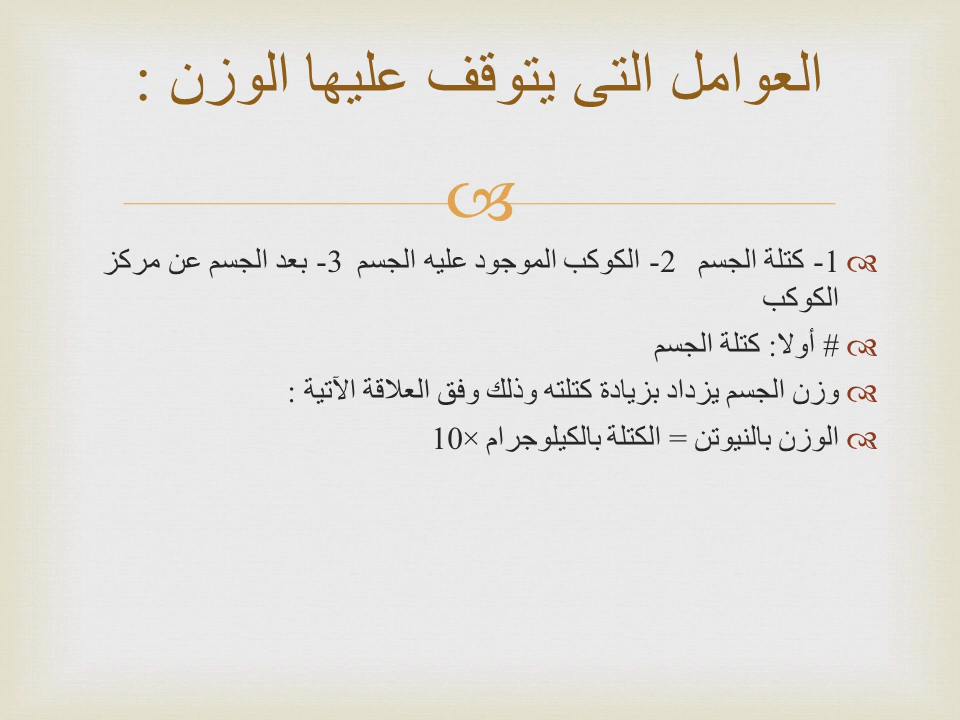 العوامل التى يتوقف عليها الوزن :
1- كتلة الجسم 2- الكوكب الموجود عليه الجسم 3- بعد الجسم عن مركز
الكوكب
# أولا: كتلة الجسم
وزن الجسم يزداد بزيادة كتلته وذلك وفق العلاقة الآتية :
الوزن بالنيوتن = الكتلة بالكيلوجرام ×10